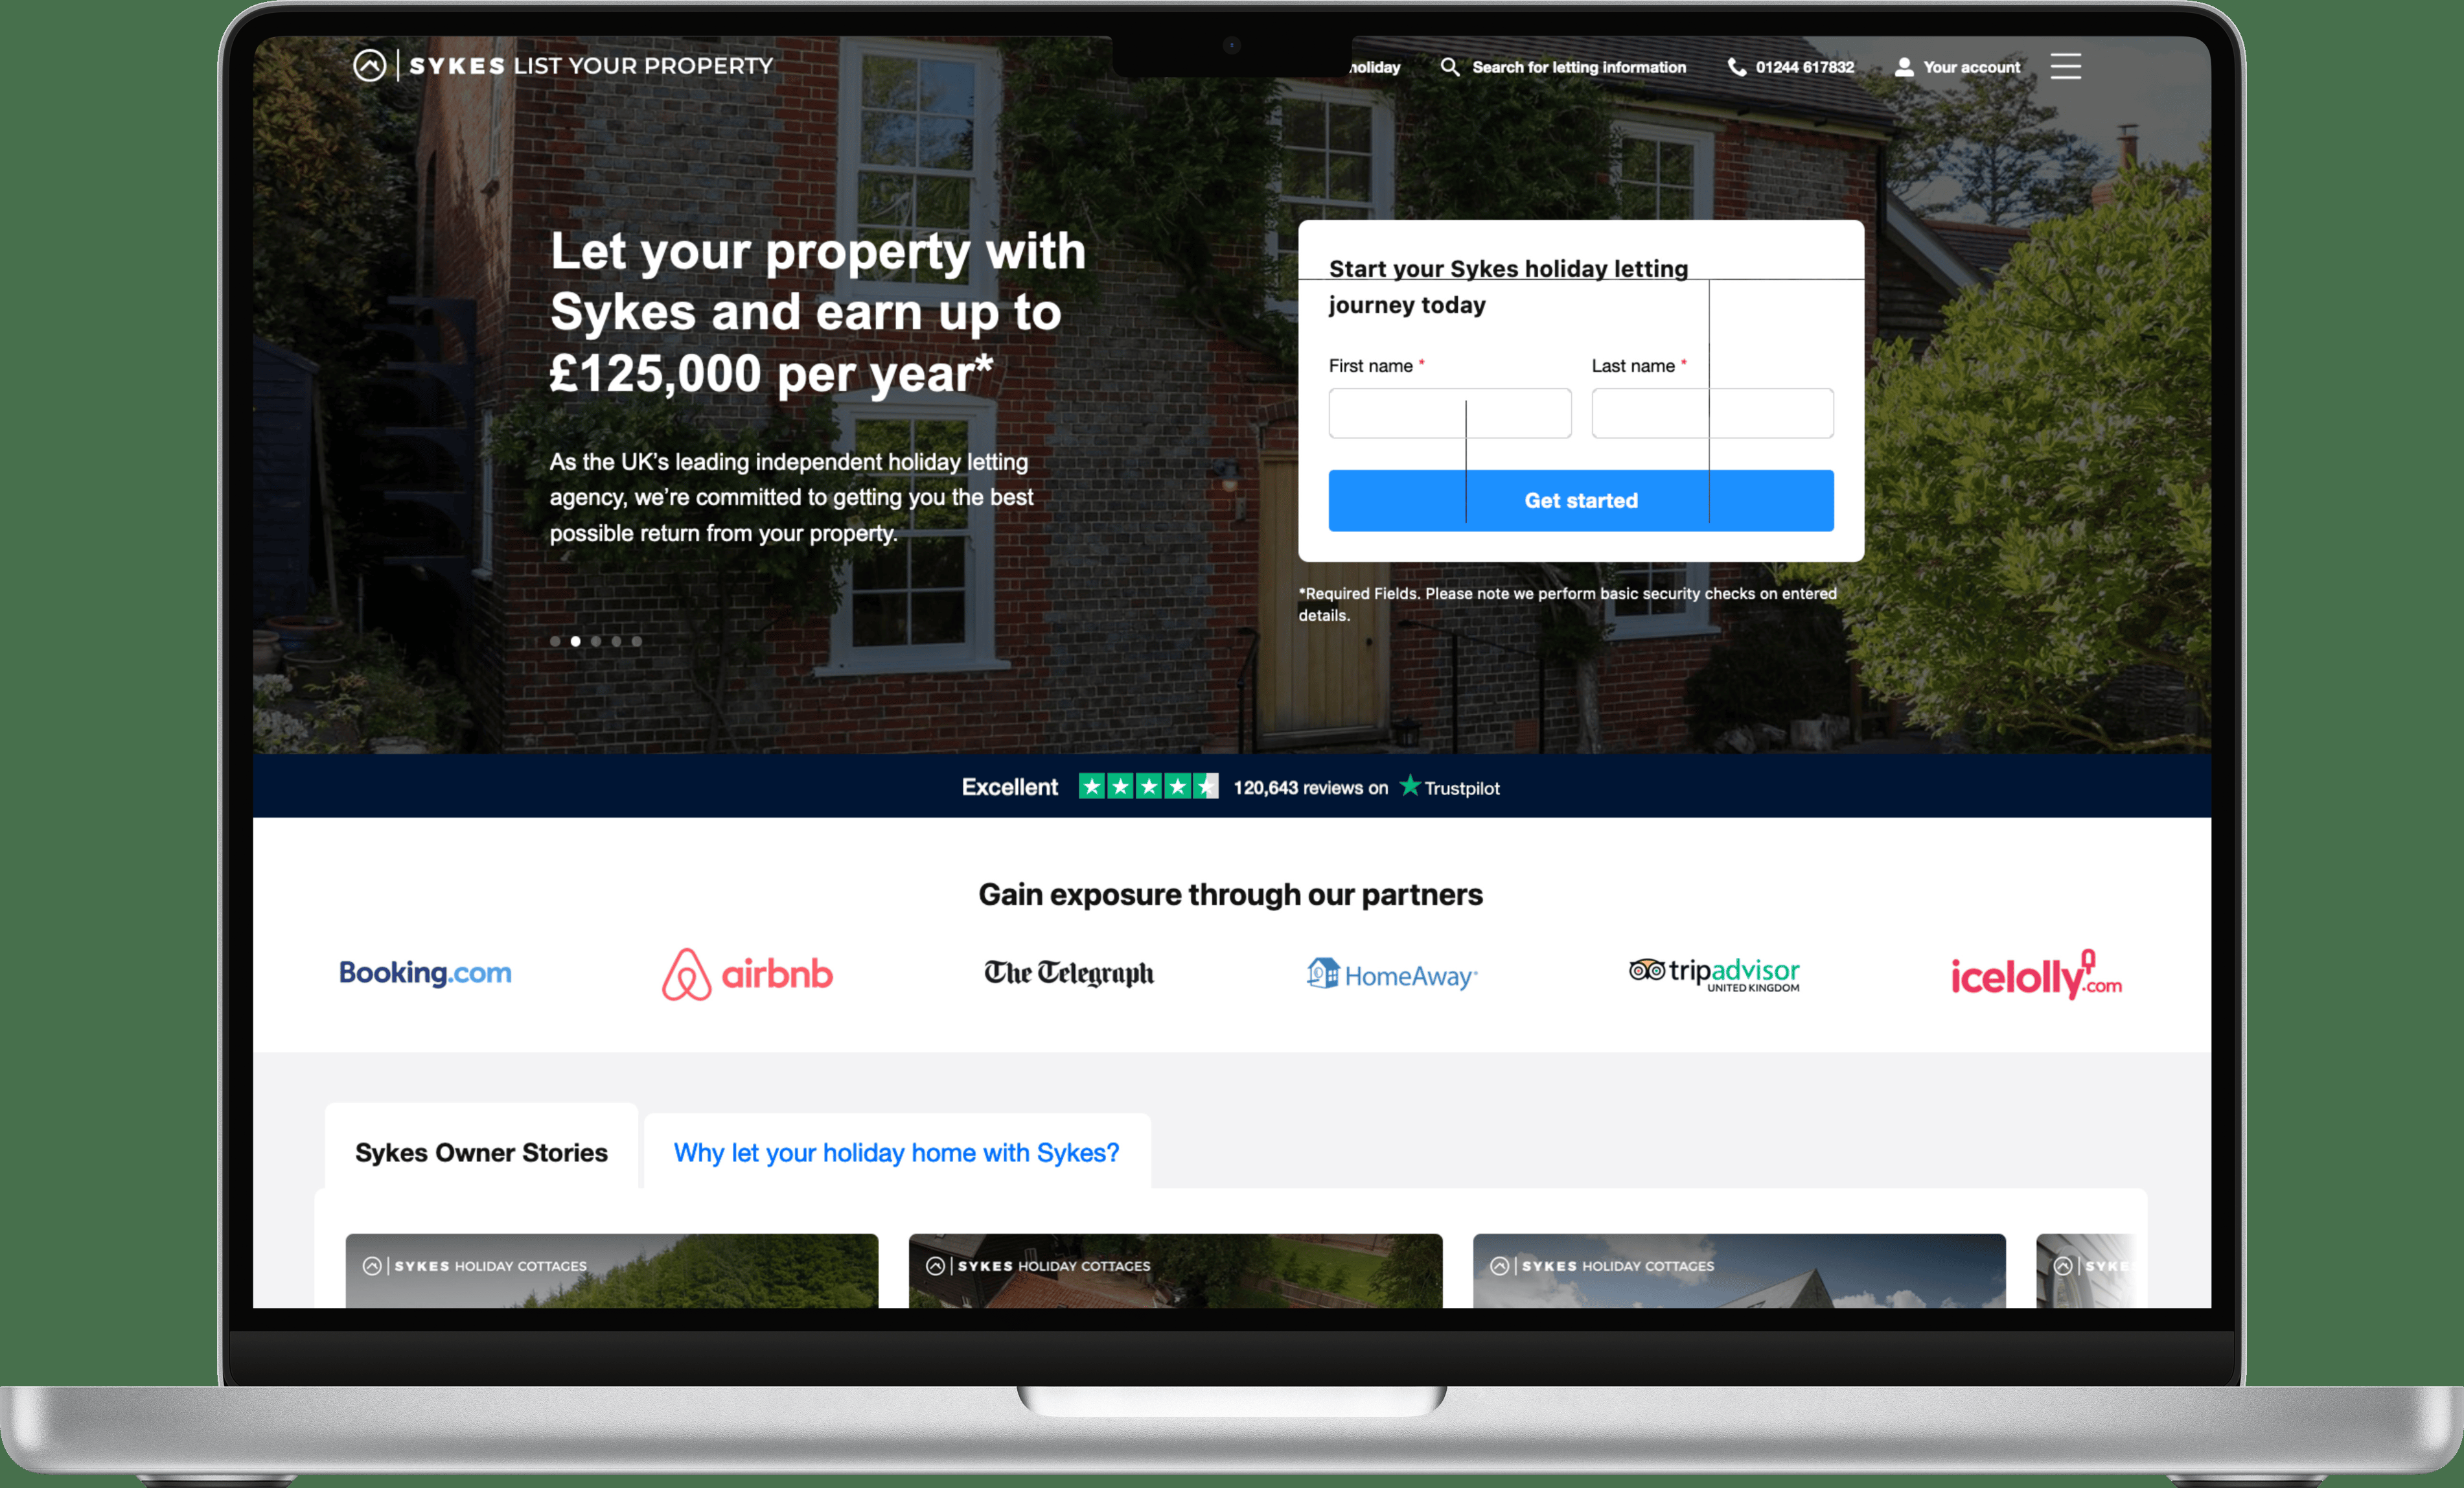 SYKES LIST YOUR PROPERTY
holiday
Search for letting information
01244 617832
Your account
Let your property with
Sykes and earn up to
£125,000 per year*
As the UK’s leading independent holiday letting
agency, we’re committed to getting you the best
possible return from your property.
Start your Sykes holiday letting
journey today
First name *
Last name *
Get started
*Required Fields. Please note we perform basic security checks on entered
details.
Excellent
120,643 reviews on
Trustpilot
Gain exposure through our partners
Booking.com
airbnb
The Telegraph
HomeAway
tripadvisor
UNITED KINGDOM
icelolly.com
Sykes Owner Stories
Why let your holiday home with Sykes?
SYKES HOLIDAY COTTAGES
SYKES HOLIDAY COTTAGES
SYKES HOLIDAY COTTAGES
SYKE